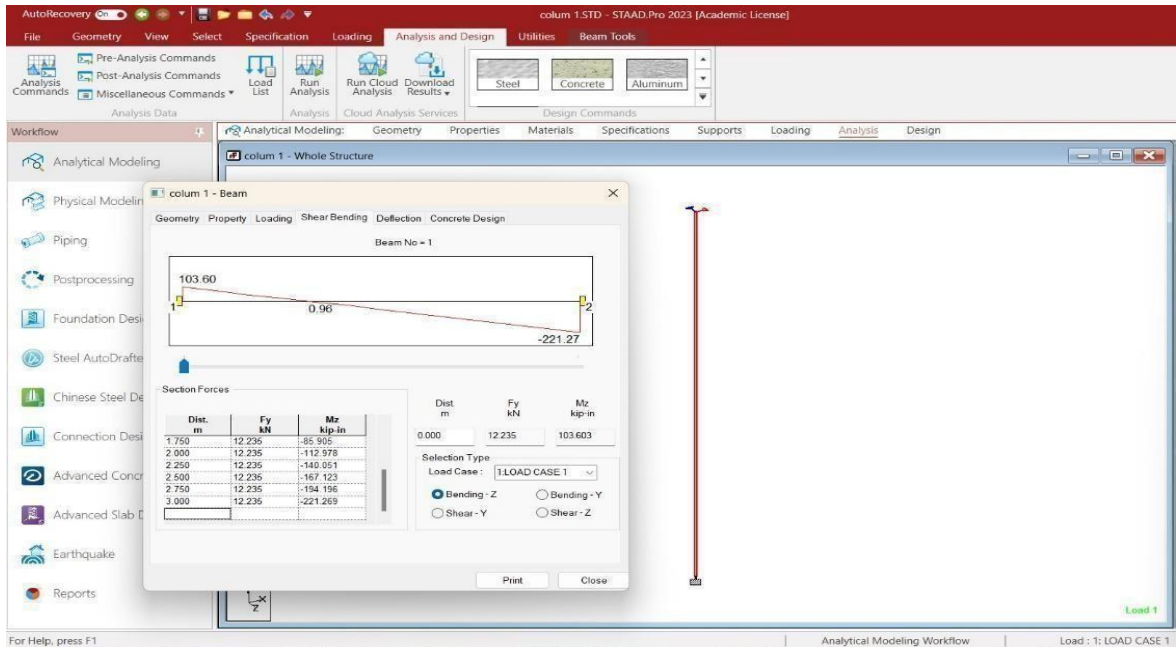 AutoRecovery On
colum 1.STD - STAAD.Pro 2023 [Academic License]
File Geometry View Select Specification Loading Analysis and Design Utilities Beam Tools
Analysis Commands
Pre-Analysis Commands
Post-Analysis Commands
Miscellaneous Commands
Load List
Run Analysis
Run Cloud Analysis
Download Results
Steel
Concrete
Aluminum
Analysis Data
Analysis
Cloud Analysis Services
Design Commands
Workflow
Analytical Modeling: Geometry Properties Materials Specifications Supports Loading Analysis Design
Analytical Modeling
Physical Modelin
Piping
Postprocessing
Foundation Desi
Steel AutoDrafte
Chinese Steel De
Connection Desi
Advanced Concr
Advanced Slab D
Earthquake
Reports
colum 1 - Whole Structure
colum 1 - Beam
Geometry Property Loading Shear Bending Deflection Concrete Design
Beam No = 1
103.60
1
0.96
2
-221.27
Section Forces
Dist. m Fy kN Mz kip-in
1.750 12.235 -85.905
2.000 12.235 -112.978
2.250 12.235 -140.051
2.500 12.235 -167.123
2.750 12.235 -194.196
3.000 12.235 -221.269
Dist. m Fy kN Mz kip-in
0.000 12.235 103.603
Selection Type
Load Case : 1:LOAD CASE 1
Bending - Z Bending - Y
Shear - Y Shear - Z
Print Close
X
Z
Load 1
For Help, press F1
Analytical Modeling Workflow
Load : 1: LOAD CASE 1